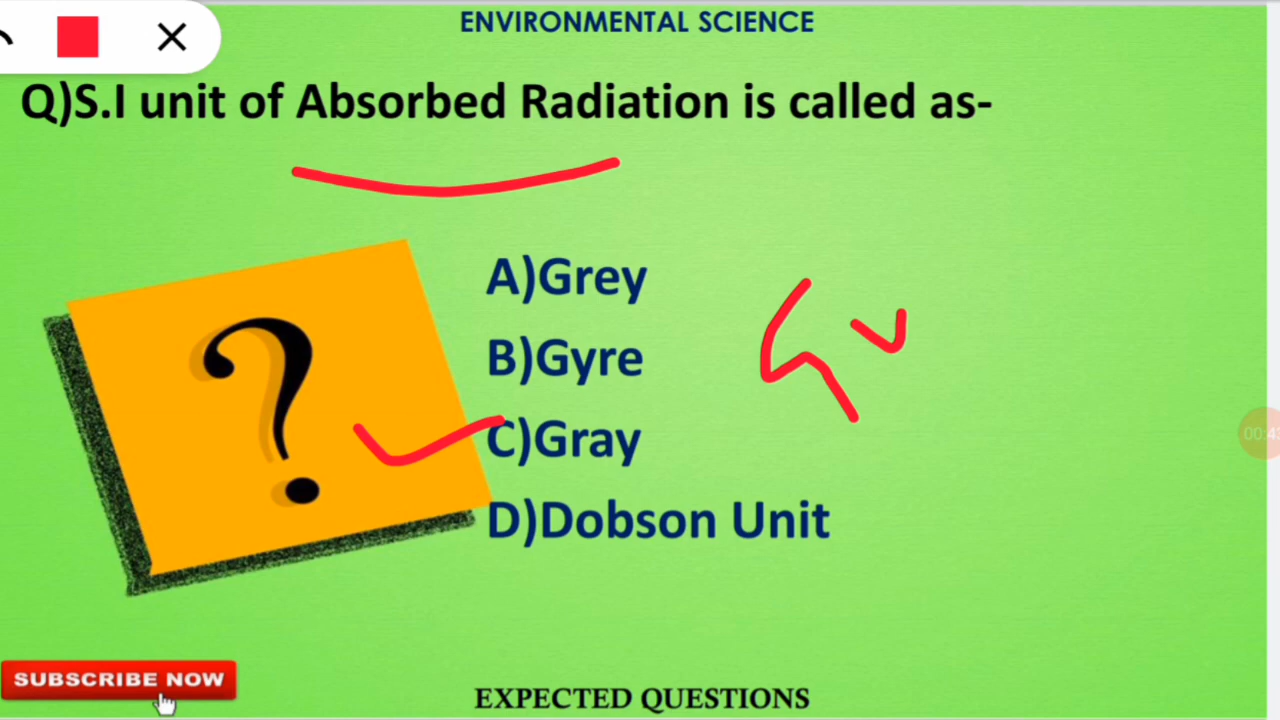 ENVIRONMENTAL SCIENCE
Q)S.I unit of Absorbed Radiation is called as-
A)Grey
B)Gyre
C)Gray
D)Dobson Unit
SUBSCRIBE NOW
EXPECTED QUESTIONS